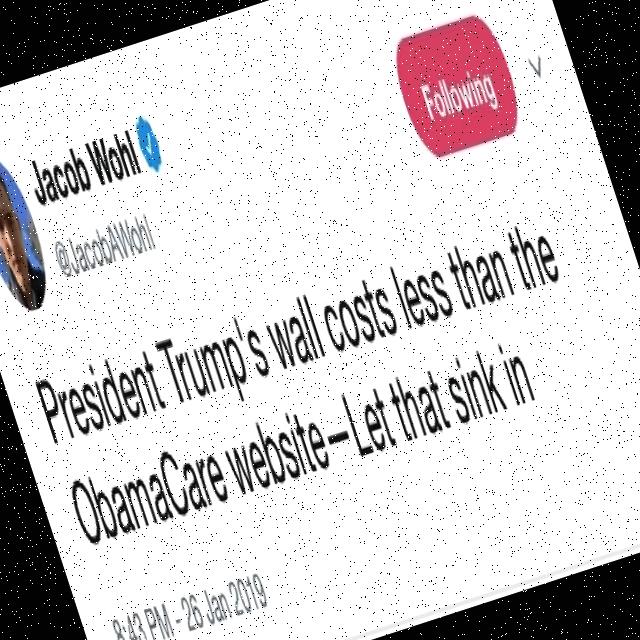 Following
Jacob Wohl
@JacobAWohl
President Trump's wall costs less than the
ObamaCare website—Let that sink in
8:43 PM - 26 Jan 2019